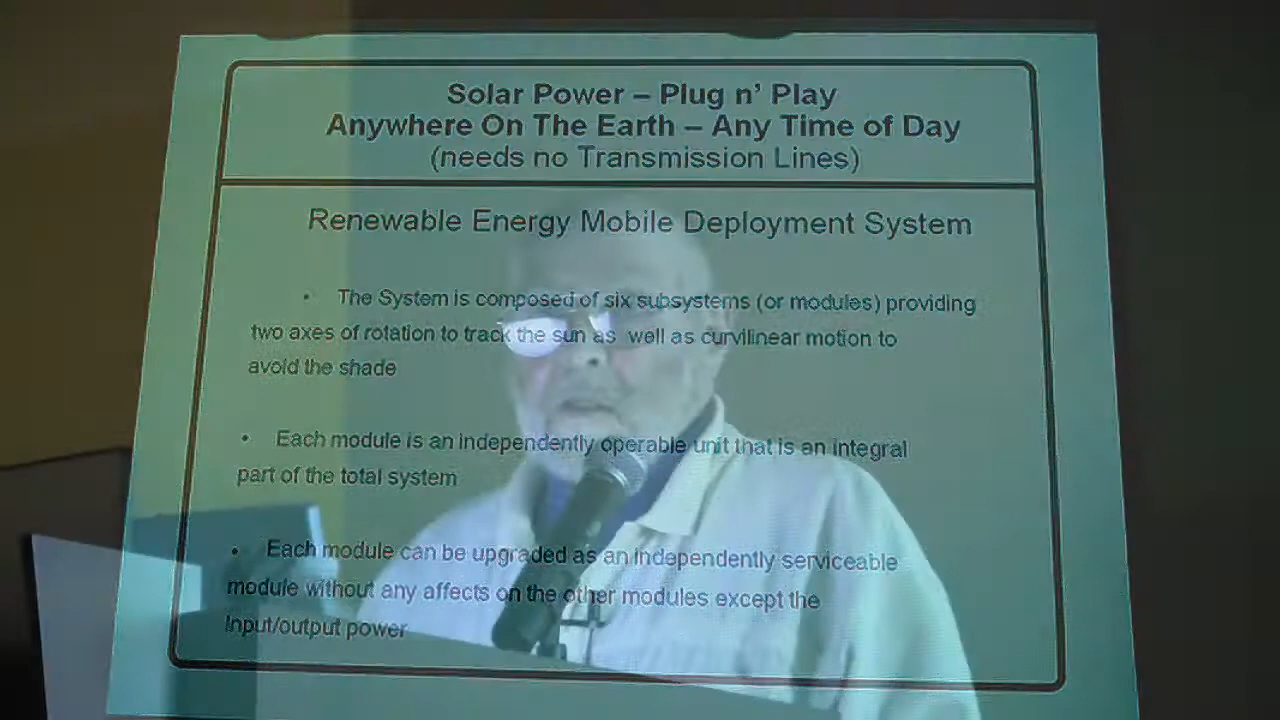 Solar Power – Plug n’ Play
Anywhere On The Earth – Any Time of Day
(needs no Transmission Lines)
Renewable Energy Mobile Deployment System
• The System is composed of six subsystems (or modules) providing
two axes of rotation to track the sun as well as curvilinear motion to
avoid the shade
• Each module is an independently operable unit that is an integral
part of the total system
• Each module can be upgraded as an independently serviceable
module without any affects on the other modules except the
input/output power